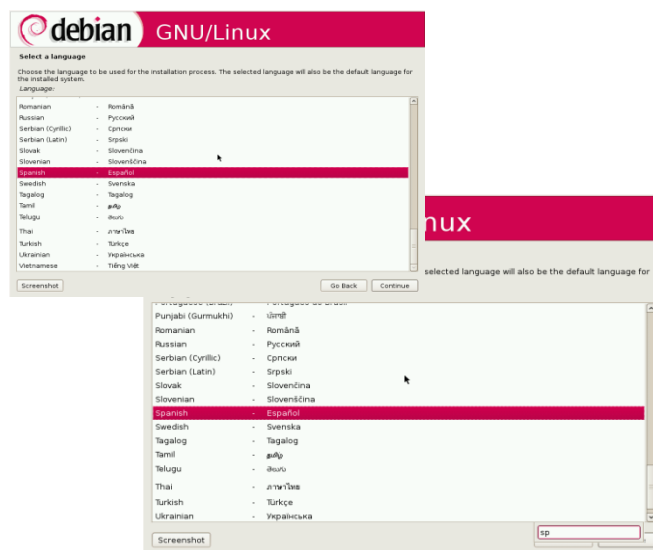 debian GNU/Linux
Select a language
Choose the language to be used for the installation process. The selected language will also be the default language for
the installed system.
Language:
Romanian - Română
Russian - Русский
Serbian (Cyrillic) - Српски
Serbian (Latin) - Srpski
Slovak - Slovenčina
Slovenian - Slovenščina
Spanish - Español
Swedish - Svenska
Tagalog - Tagalog
Tamil - தமிழ்
Telugu - తెలుగు
Thai - ภาษาไทย
Turkish - Türkçe
Ukrainian - Українська
Vietnamese - Tiếng Việt
Screenshot Go Back Continue
nux
selected language will also be the default language for
Punjabi (Gurmukhi) - ਪੰਜਾਬੀ
Romanian - Română
Russian - Русский
Serbian (Cyrillic) - Српски
Serbian (Latin) - Srpski
Slovak - Slovenčina
Slovenian - Slovenščina
Spanish - Español
Swedish - Svenska
Tagalog - Tagalog
Tamil - தமிழ்
Telugu - తెలుగు
Thai - ภาษาไทย
Turkish - Türkçe
Ukrainian - Українська
Screenshot sp